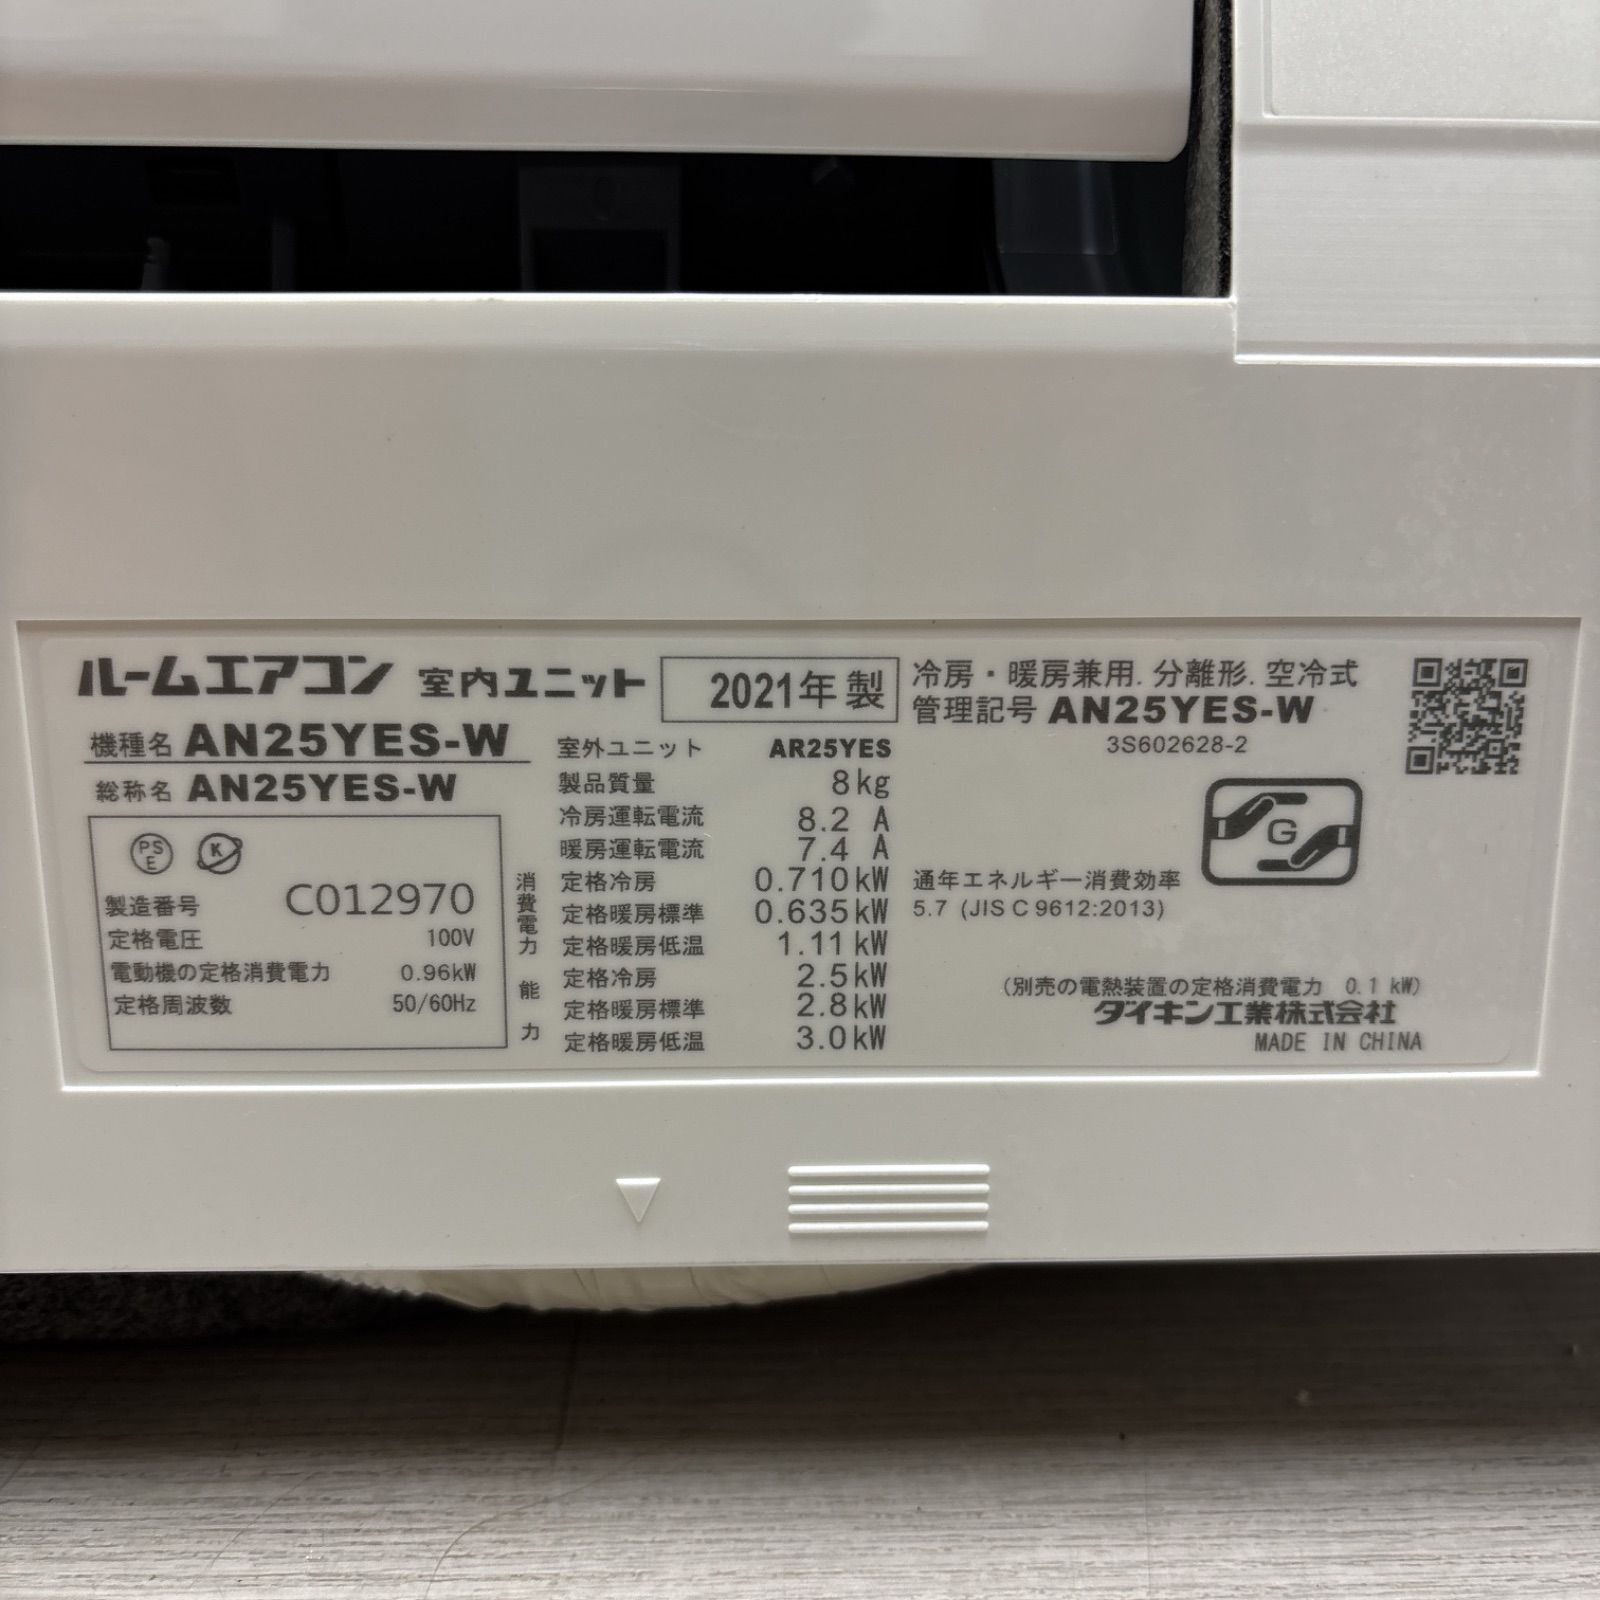 ルームエアコン 室内ユニット 2021年製
機種名 AN25YES-W
総称名 AN25YES-W
PS
E
K
製造番号 C012970
定格電圧 100V
電動機の定格消費電力 0.96kW
定格周波数 50/60Hz
室外ユニット AR25YES
製品質量 8kg
冷房運転電流 8.2 A
暖房運転電流 7.4 A
消費電力
定格冷房 0.710kW
定格暖房標準 0.635kW
定格暖房低温 1.11kW
能力
定格冷房 2.5kW
定格暖房標準 2.8kW
定格暖房低温 3.0kW
冷房・暖房兼用. 分離形. 空冷式
管理記号 AN25YES-W
3S602628-2
G
通年エネルギー消費効率
5.7 (JIS C 9612:2013)
(別売の電熱装置の定格消費電力 0.1 kW)
ダイキン工業株式会社
MADE IN CHINA